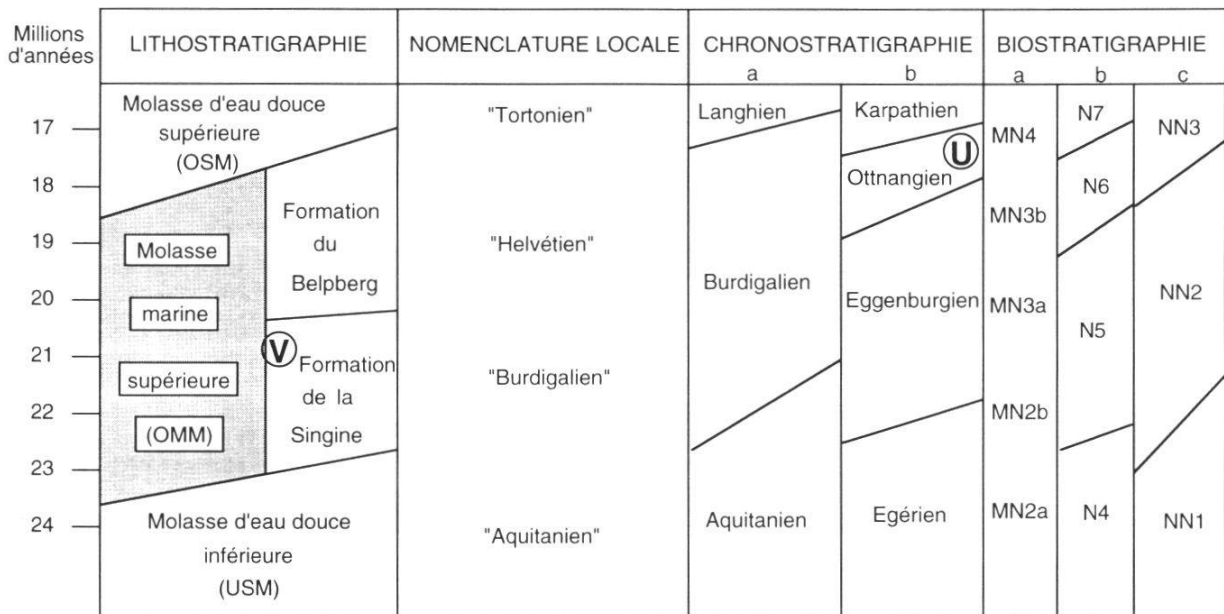 Millions
d'années
LITHOSTRATIGRAPHIE
NOMENCLATURE LOCALE
CHRONOSTRATIGRAPHIE
a b
BIOSTRATIGRAPHIE
a b c
17
18
19
20
21
22
23
24
Molasse d'eau douce
supérieure
(OSM)
Molasse
marine
supérieure
(OMM)
Formation
du
Belpberg
V
Formation
de la
Singine
Molasse d'eau douce
inférieure
(USM)
"Tortonien"
"Helvétien"
"Burdigalien"
"Aquitanien"
Langhien
Burdigalien
Aquitanien
Karpathien
U
Ottnangien
Eggenburgien
Egérien
MN4
MN3b
MN3a
MN2b
MN2a
N7
N6
N5
N4
NN3
NN2
NN1